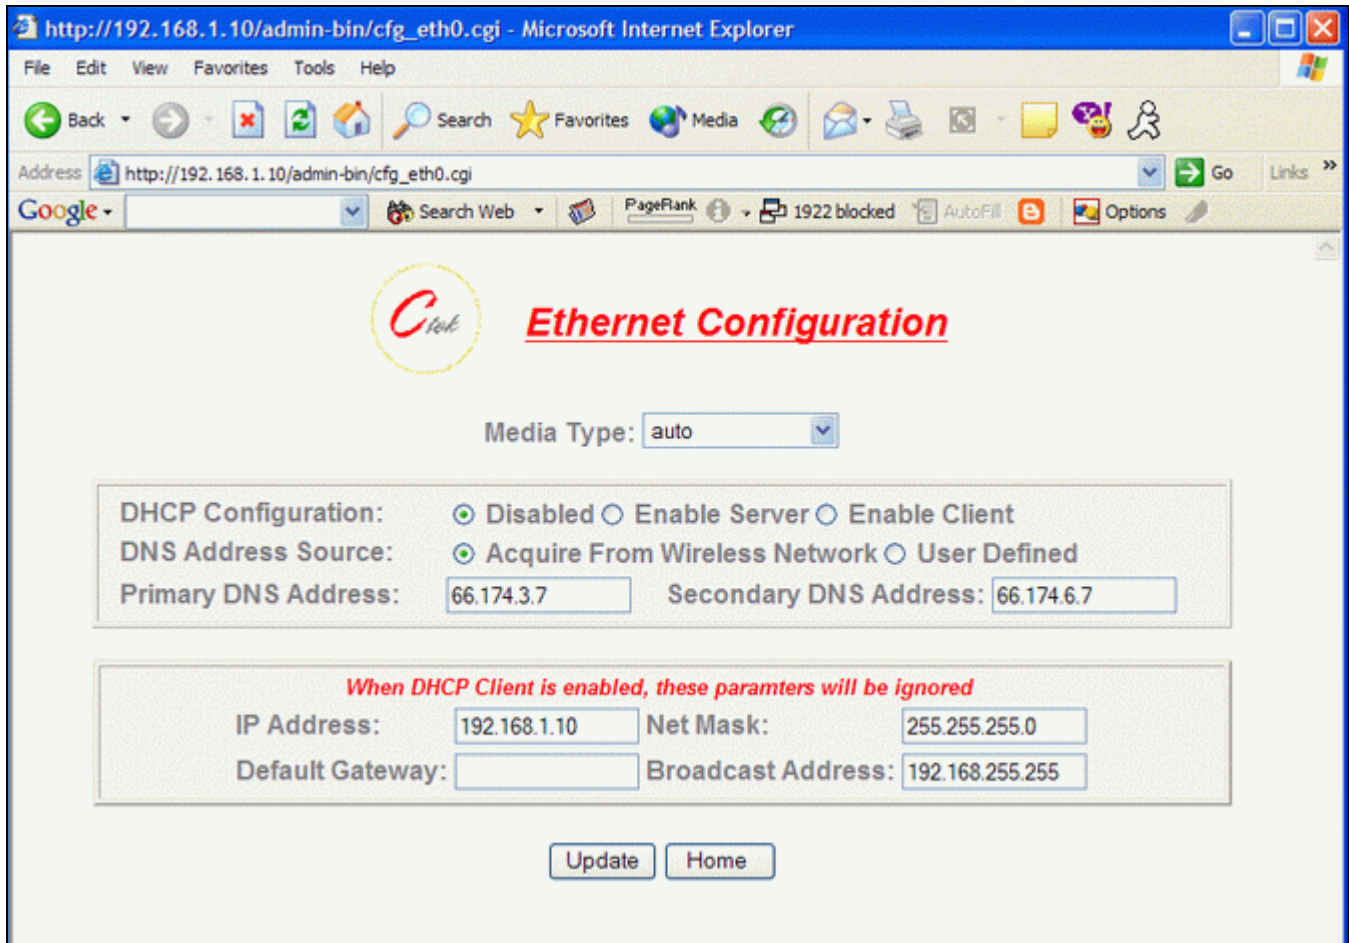 http://192.168.1.10/admin-bin/cfg_eth0.cgi - Microsoft Internet Explorer
File Edit View Favorites Tools Help
Back Search Favorites Media
Address http://192.168.1.10/admin-bin/cfg_eth0.cgi Go Links »
Google Search Web PageRank 1922 blocked AutoFill Options
Ctek Ethernet Configuration
Media Type: auto
DHCP Configuration: Disabled Enable Server Enable Client
DNS Address Source: Acquire From Wireless Network User Defined
Primary DNS Address: 66.174.3.7 Secondary DNS Address: 66.174.6.7
When DHCP Client is enabled, these paramters will be ignored
IP Address: 192.168.1.10 Net Mask: 255.255.255.0
Default Gateway: Broadcast Address: 192.168.255.255
Update Home